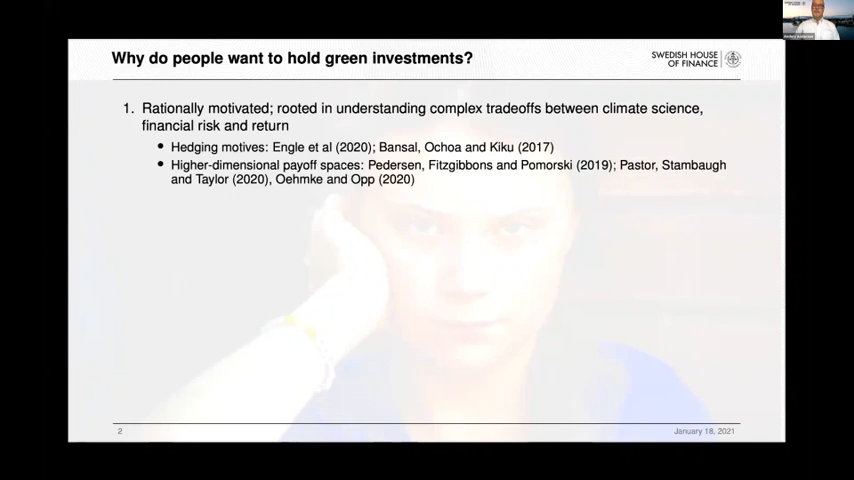 Why do people want to hold green investments?
SWEDISH HOUSE
OF FINANCE
1. Rationally motivated; rooted in understanding complex tradeoffs between climate science,
financial risk and return
• Hedging motives: Engle et al (2020); Bansal, Ochoa and Kiku (2017)
• Higher-dimensional payoff spaces: Pedersen, Fitzgibbons and Pomorski (2019); Pastor, Stambaugh
and Taylor (2020), Oehmke and Opp (2020)
2
January 18, 2021